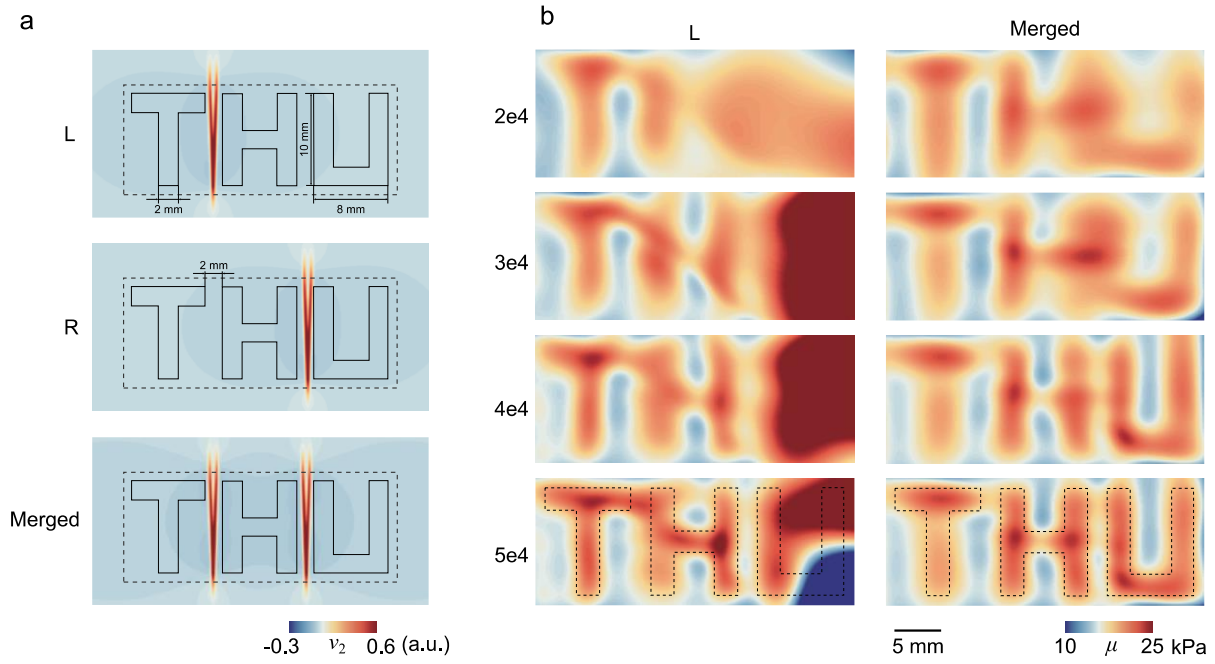 a
L
10 mm
2 mm
8 mm
2 mm
R
Merged
-0.3 v2 0.6 (a.u.)
b
L
Merged
2e4
3e4
4e4
5e4
5 mm
10 μ 25 kPa